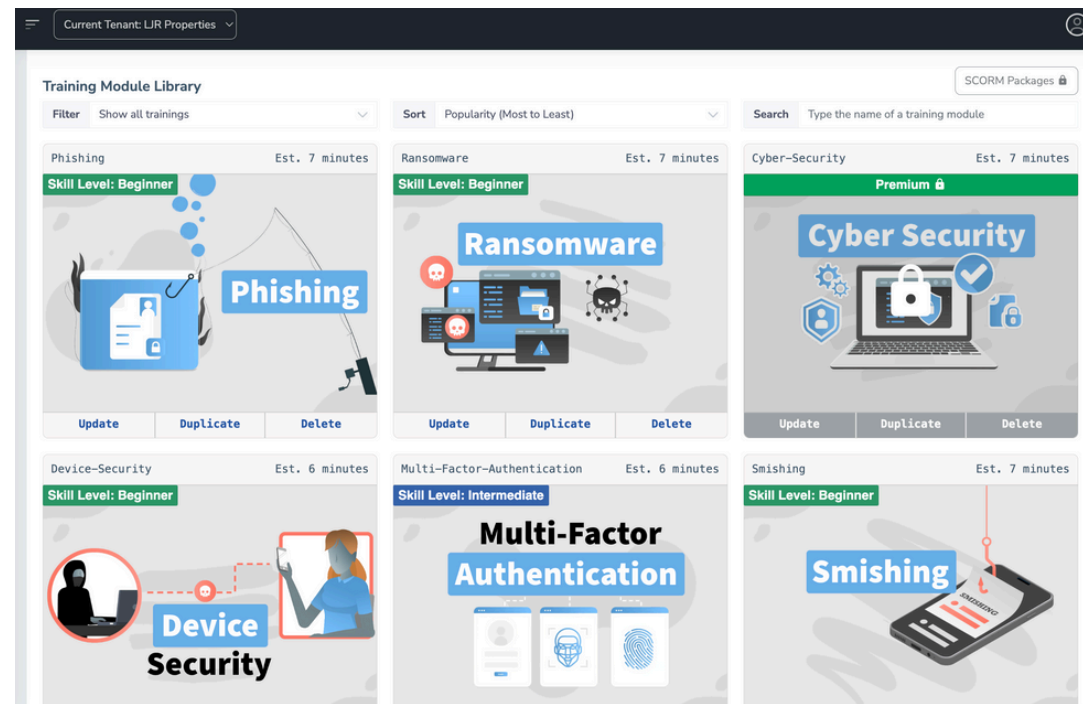 Current Tenant: LJR Properties
Training Module Library
SCORM Packages
Filter Show all trainings
Sort Popularity (Most to Least)
Search Type the name of a training module
Phishing Est. 7 minutes
Skill Level: Beginner
Phishing
Update Duplicate Delete
Ransomware Est. 7 minutes
Skill Level: Beginner
Ransomware
Update Duplicate Delete
Cyber-Security Est. 7 minutes
Premium
Cyber Security
Update Duplicate Delete
Device-Security Est. 6 minutes
Skill Level: Beginner
Device
Security
Multi-Factor-Authentication Est. 6 minutes
Skill Level: Intermediate
Multi-Factor
Authentication
Smishing Est. 7 minutes
Skill Level: Beginner
Smishing
SMISHING